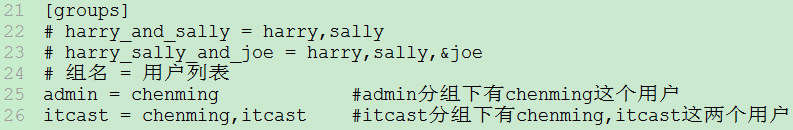 21 [groups]
22 # harry_and_sally = harry,sally
23 # harry_sally_and_joe = harry,sally,&joe
24 # 组名 = 用户列表
25 admin = chenming #admin分组下有chenming这个用户
26 itcast = chenming,itcast #itcast分组下有chenming,itcast这两个用户